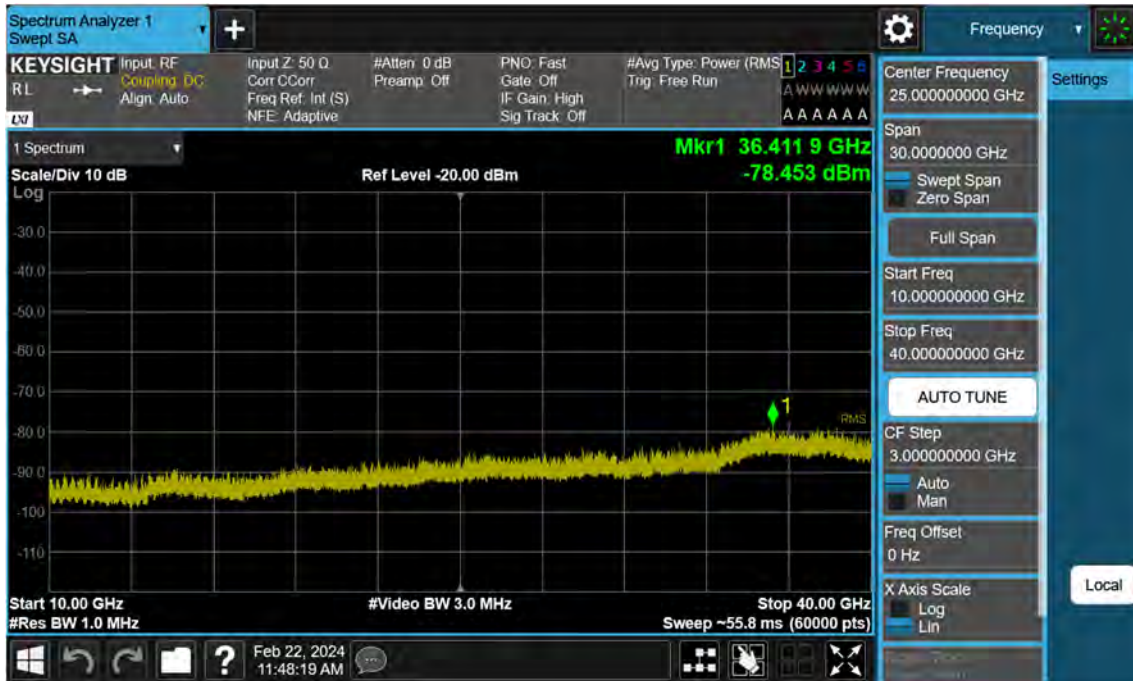 Spectrum Analyzer 1
Swept SA
+
Frequency
KEYSIGHT
RL
LXI
Input: RF
Coupling: DC
Align: Auto
Input Z: 50 Ω
Corr CCorr
Freq Ref: Int (S)
NFE: Adaptive
#Atten: 0 dB
Preamp: Off
PNO: Fast
Gate: Off
IF Gain: High
Sig Track: Off
#Avg Type: Power (RMS
Trig: Free Run
1 2 3 4 5 6
A W W W W W
A A A A A A
Center Frequency
25.000000000 GHz
Settings
Span
30.0000000 GHz
Swept Span
Zero Span
Full Span
Start Freq
10.000000000 GHz
Stop Freq
40.000000000 GHz
AUTO TUNE
CF Step
3.000000000 GHz
Auto
Man
Freq Offset
0 Hz
X Axis Scale
Log
Lin
Local
1 Spectrum
Mkr1 36.411 9 GHz
Scale/Div 10 dB
Ref Level -20.00 dBm
-78.453 dBm
Log
-30.0
-40.0
-50.0
-60.0
-70.0
1
RMS
-80.0
-90.0
-100
-110
Start 10.00 GHz
#Video BW 3.0 MHz
Stop 40.00 GHz
#Res BW 1.0 MHz
Sweep ~55.8 ms (60000 pts)
?
Feb 22, 2024
11:48:19 AM